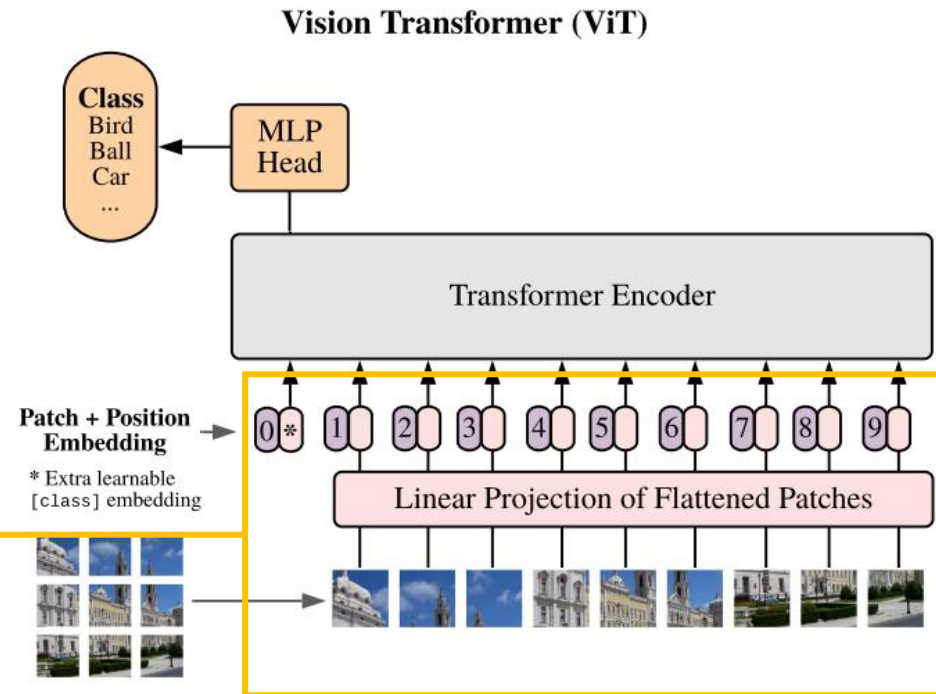 Vision Transformer (ViT)
Class
Bird
Ball
Car
...
MLP
Head
Transformer Encoder
Patch + Position
Embedding
* Extra learnable
[class] embedding
0 * 1 2 3 4 5 6 7 8 9
Linear Projection of Flattened Patches